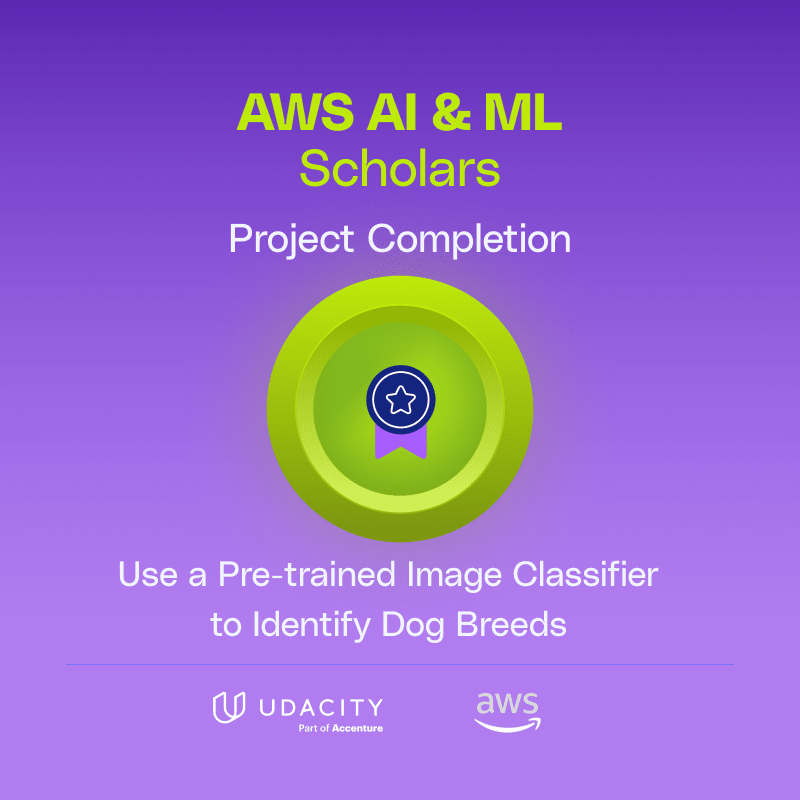 AWS AI & ML
Scholars
Project Completion
Use a Pre-trained Image Classifier
to Identify Dog Breeds
UDACITY
Part of Accenture
aws